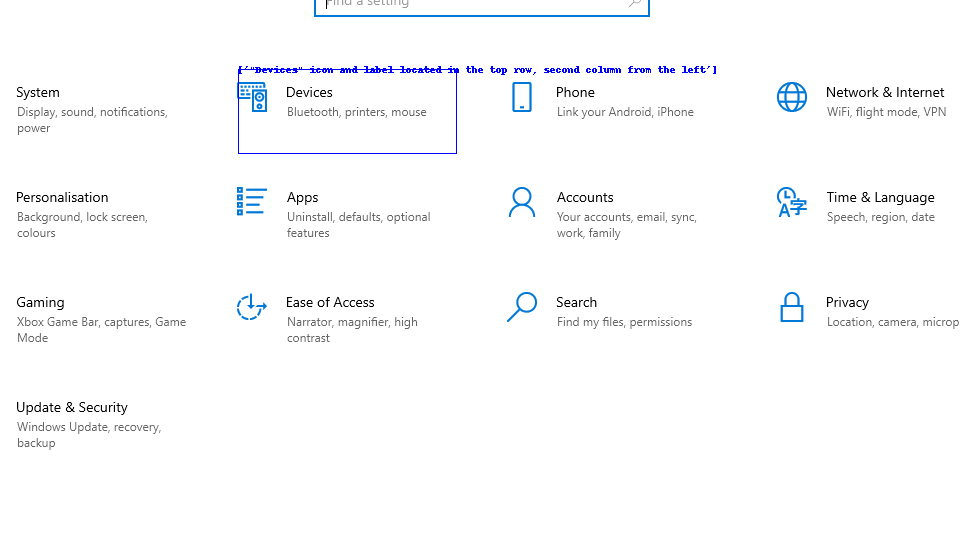 Find a setting
['"Devices" icon and label located in the top row, second column from the left']
System
Display, sound, notifications,
power
Devices
Bluetooth, printers, mouse
Phone
Link your Android, iPhone
Network & Internet
WiFi, flight mode, VPN
Personalisation
Background, lock screen,
colours
Apps
Uninstall, defaults, optional
features
Accounts
Your accounts, email, sync,
work, family
Time & Language
Speech, region, date
Gaming
Xbox Game Bar, captures, Game
Mode
Ease of Access
Narrator, magnifier, high
contrast
Search
Find my files, permissions
Privacy
Location, camera, microp
Update & Security
Windows Update, recovery,
backup